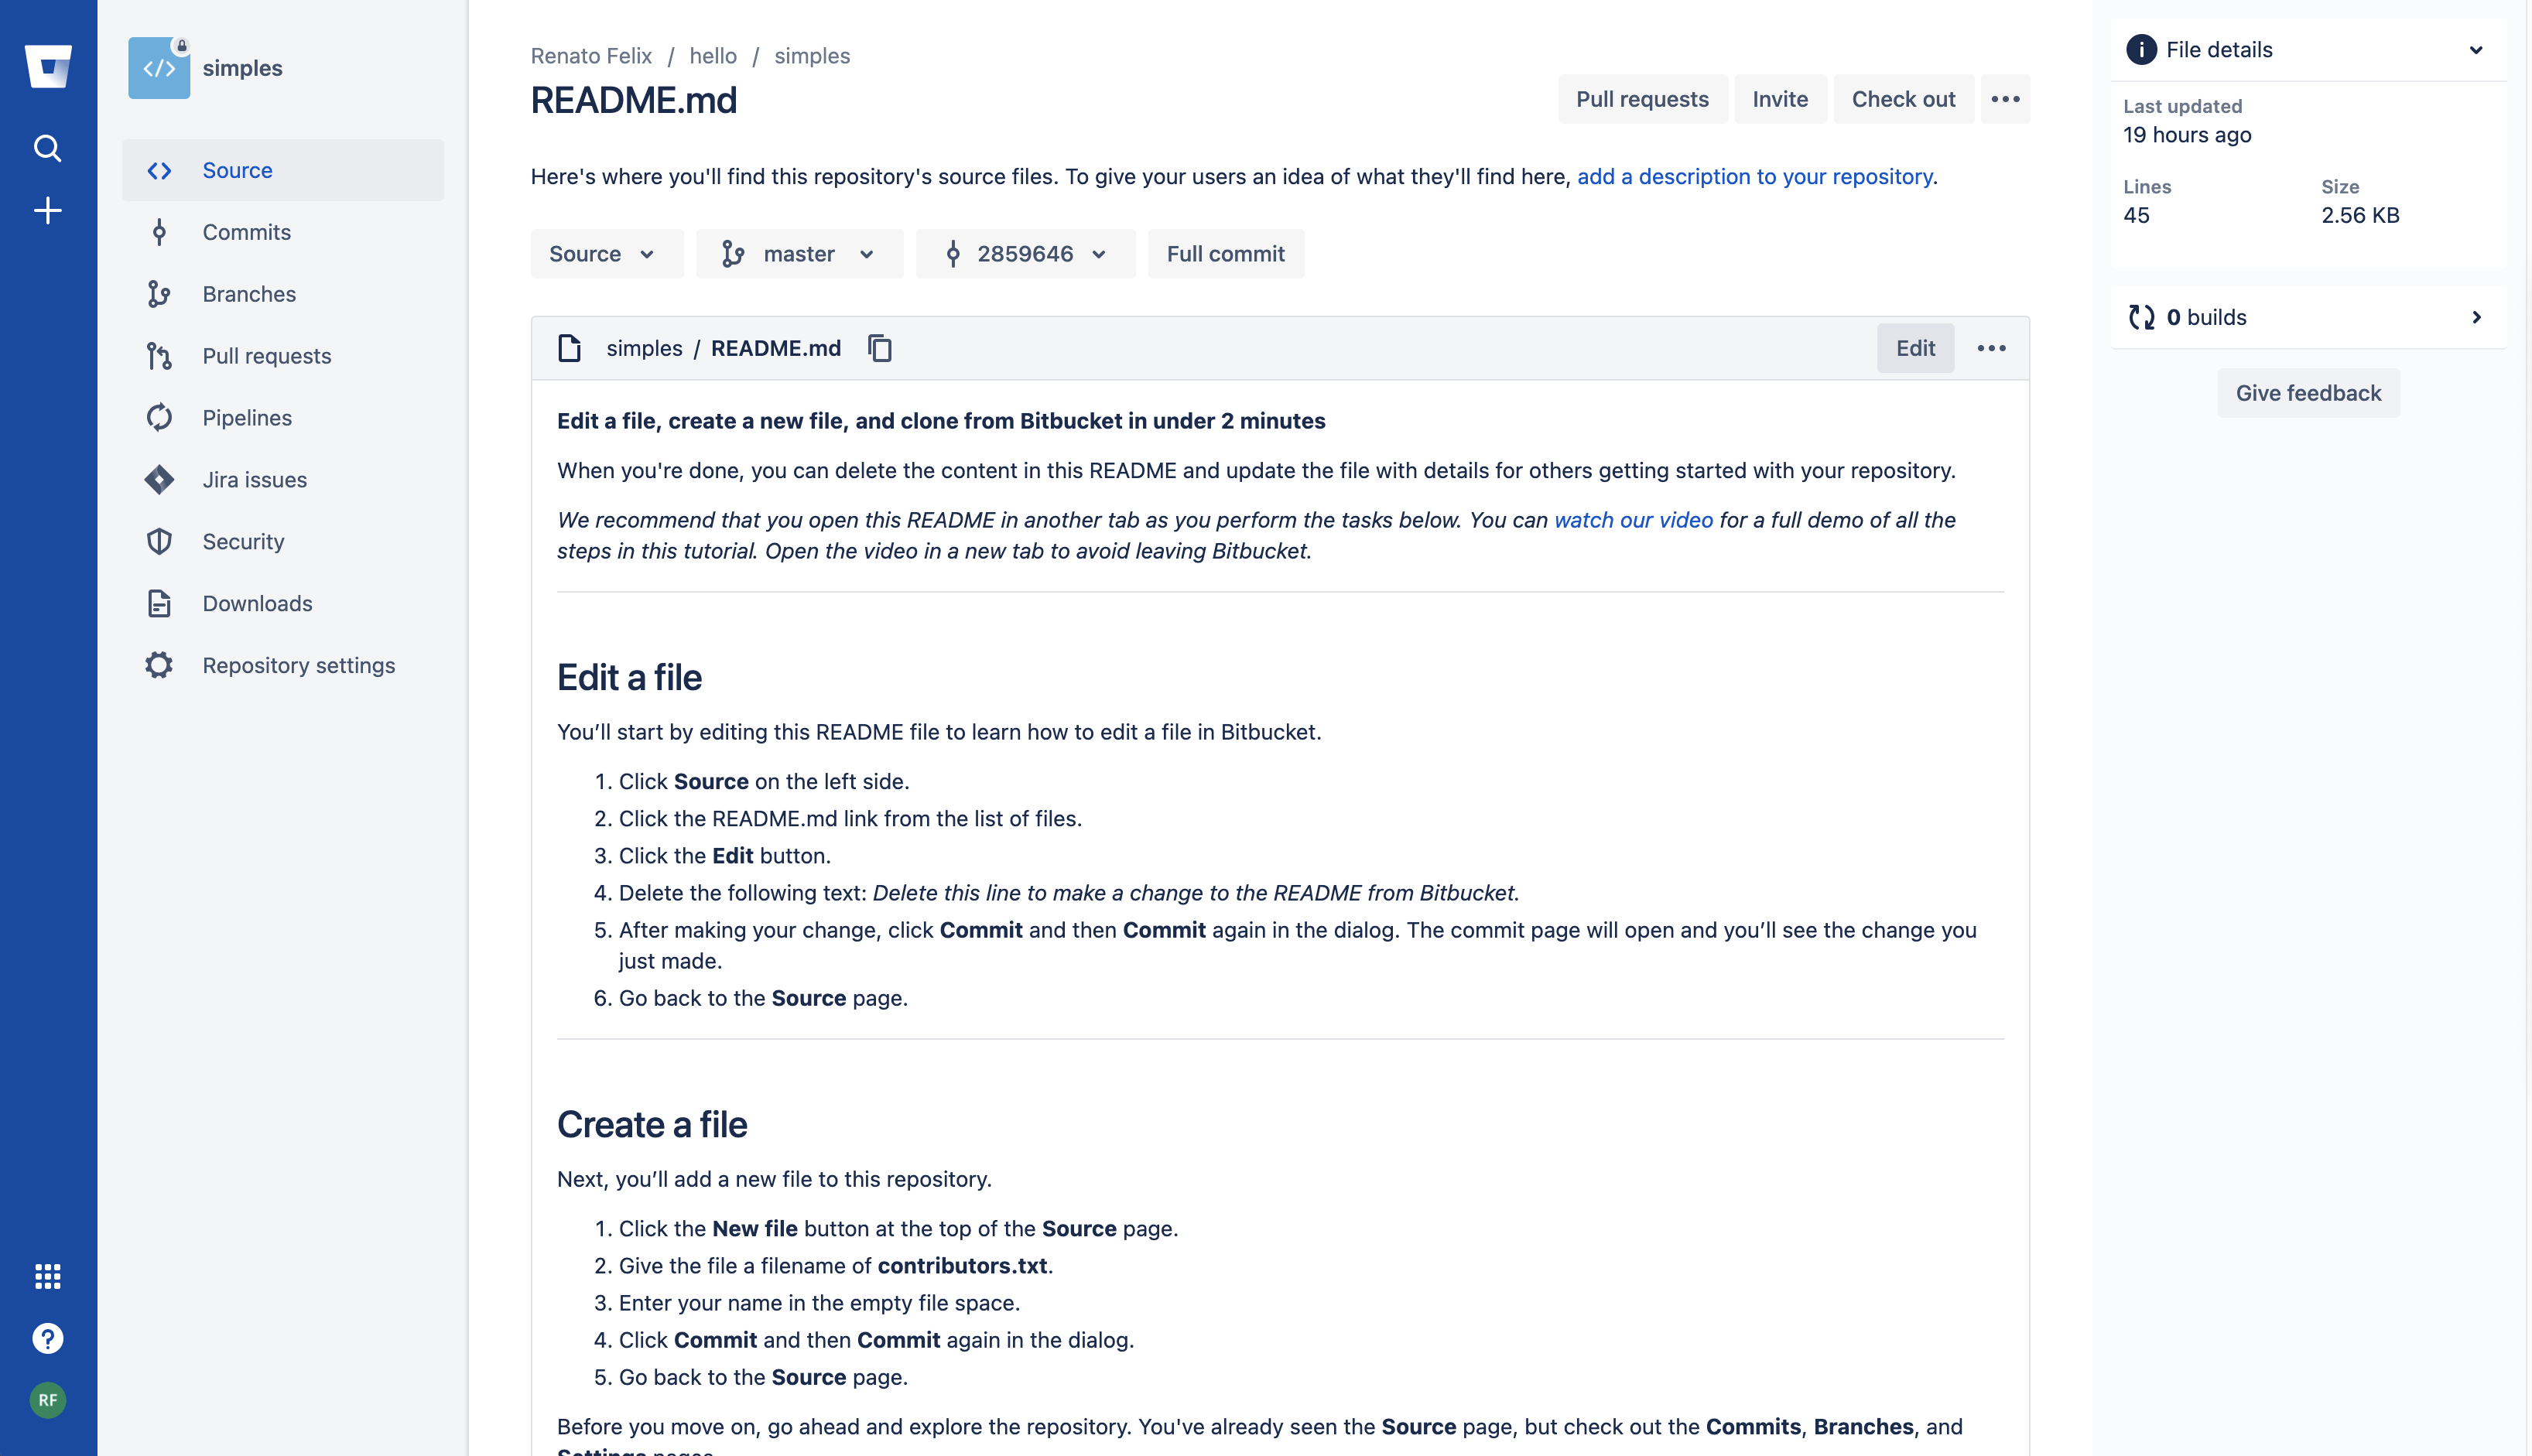 simples
Source
Commits
Branches
Pull requests
Pipelines
Jira issues
Security
Downloads
Repository settings
RF
Renato Felix / hello / simples
README.md
Pull requests
Invite
Check out
Here's where you'll find this repository's source files. To give your users an idea of what they'll find here, add a description to your repository.
Source
master
2859646
Full commit
simples / README.md
Edit
Edit a file, create a new file, and clone from Bitbucket in under 2 minutes
When you're done, you can delete the content in this README and update the file with details for others getting started with your repository.
We recommend that you open this README in another tab as you perform the tasks below. You can watch our video for a full demo of all the
steps in this tutorial. Open the video in a new tab to avoid leaving Bitbucket.
Edit a file
You’ll start by editing this README file to learn how to edit a file in Bitbucket.
1. Click Source on the left side.
2. Click the README.md link from the list of files.
3. Click the Edit button.
4. Delete the following text: Delete this line to make a change to the README from Bitbucket.
5. After making your change, click Commit and then Commit again in the dialog. The commit page will open and you’ll see the change you
just made.
6. Go back to the Source page.
Create a file
Next, you’ll add a new file to this repository.
1. Click the New file button at the top of the Source page.
2. Give the file a filename of contributors.txt.
3. Enter your name in the empty file space.
4. Click Commit and then Commit again in the dialog.
5. Go back to the Source page.
Before you move on, go ahead and explore the repository. You've already seen the Source page, but check out the Commits, Branches, and
Settings pages.
File details
Last updated
19 hours ago
Lines
45
Size
2.56 KB
0 builds
Give feedback